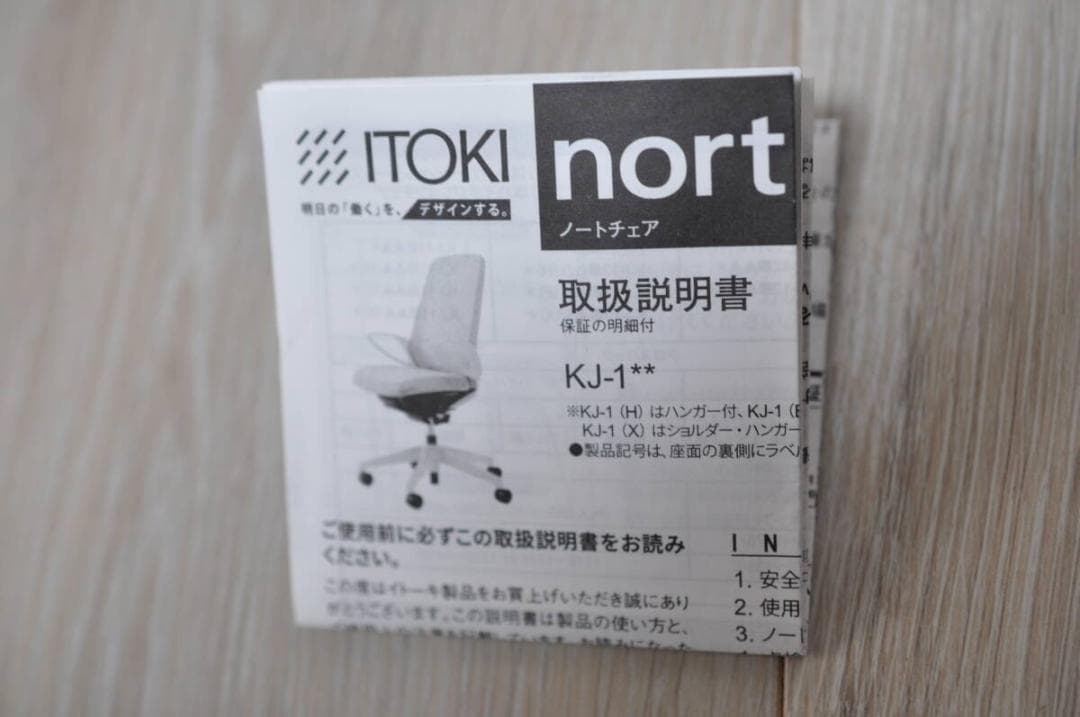 ITOKI
明日の「働く」を、デザインする。
nort
ノートチェア
取扱説明書
保証の明細付
KJ-1**
※KJ-1（H）はハンガー付、KJ-1（
KJ-1（X）はショルダー・ハンガー
●製品記号は、座面の裏側にラベル
ご使用前に必ずこの取扱説明書をお読み
ください。
この度はイトーキ製品をお買上げいただき誠にあり
がとうございます。この説明書は製品の使い方と、
I N
1. 安全
2. 使用
3. ノー